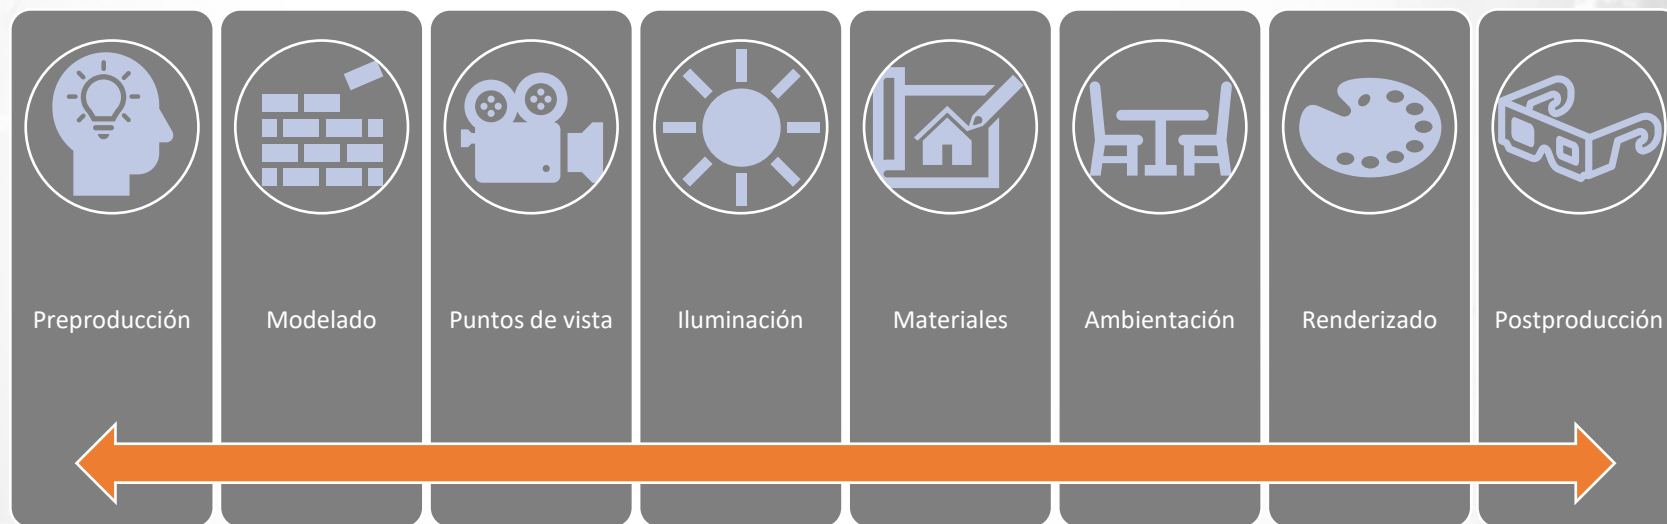 Preproducción
Modelado
Puntos de vista
Iluminación
Materiales
Ambientación
Renderizado
Postproducción